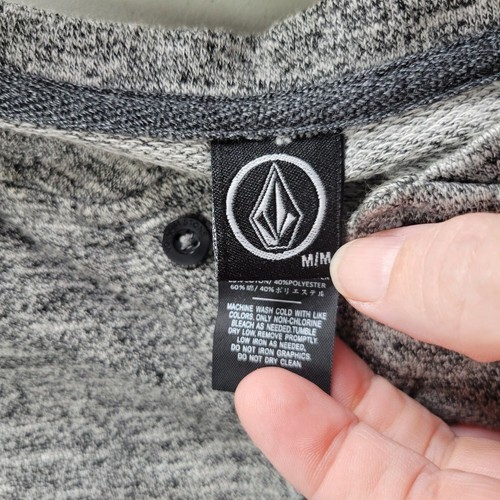 M/M
60% COTTON/ 40%POLYESTER
60%綿/ 40%ポリエステル
MACHINE WASH COLD WITH LIKE
COLORS. ONLY NON-CHLORINE
BLEACH AS NEEDED.TUMBLE
DRY LOW, REMOVE PROMPTLY.
LOW IRON AS NEEDED.
DO NOT IRON GRAPHICS.
DO NOT DRY CLEAN